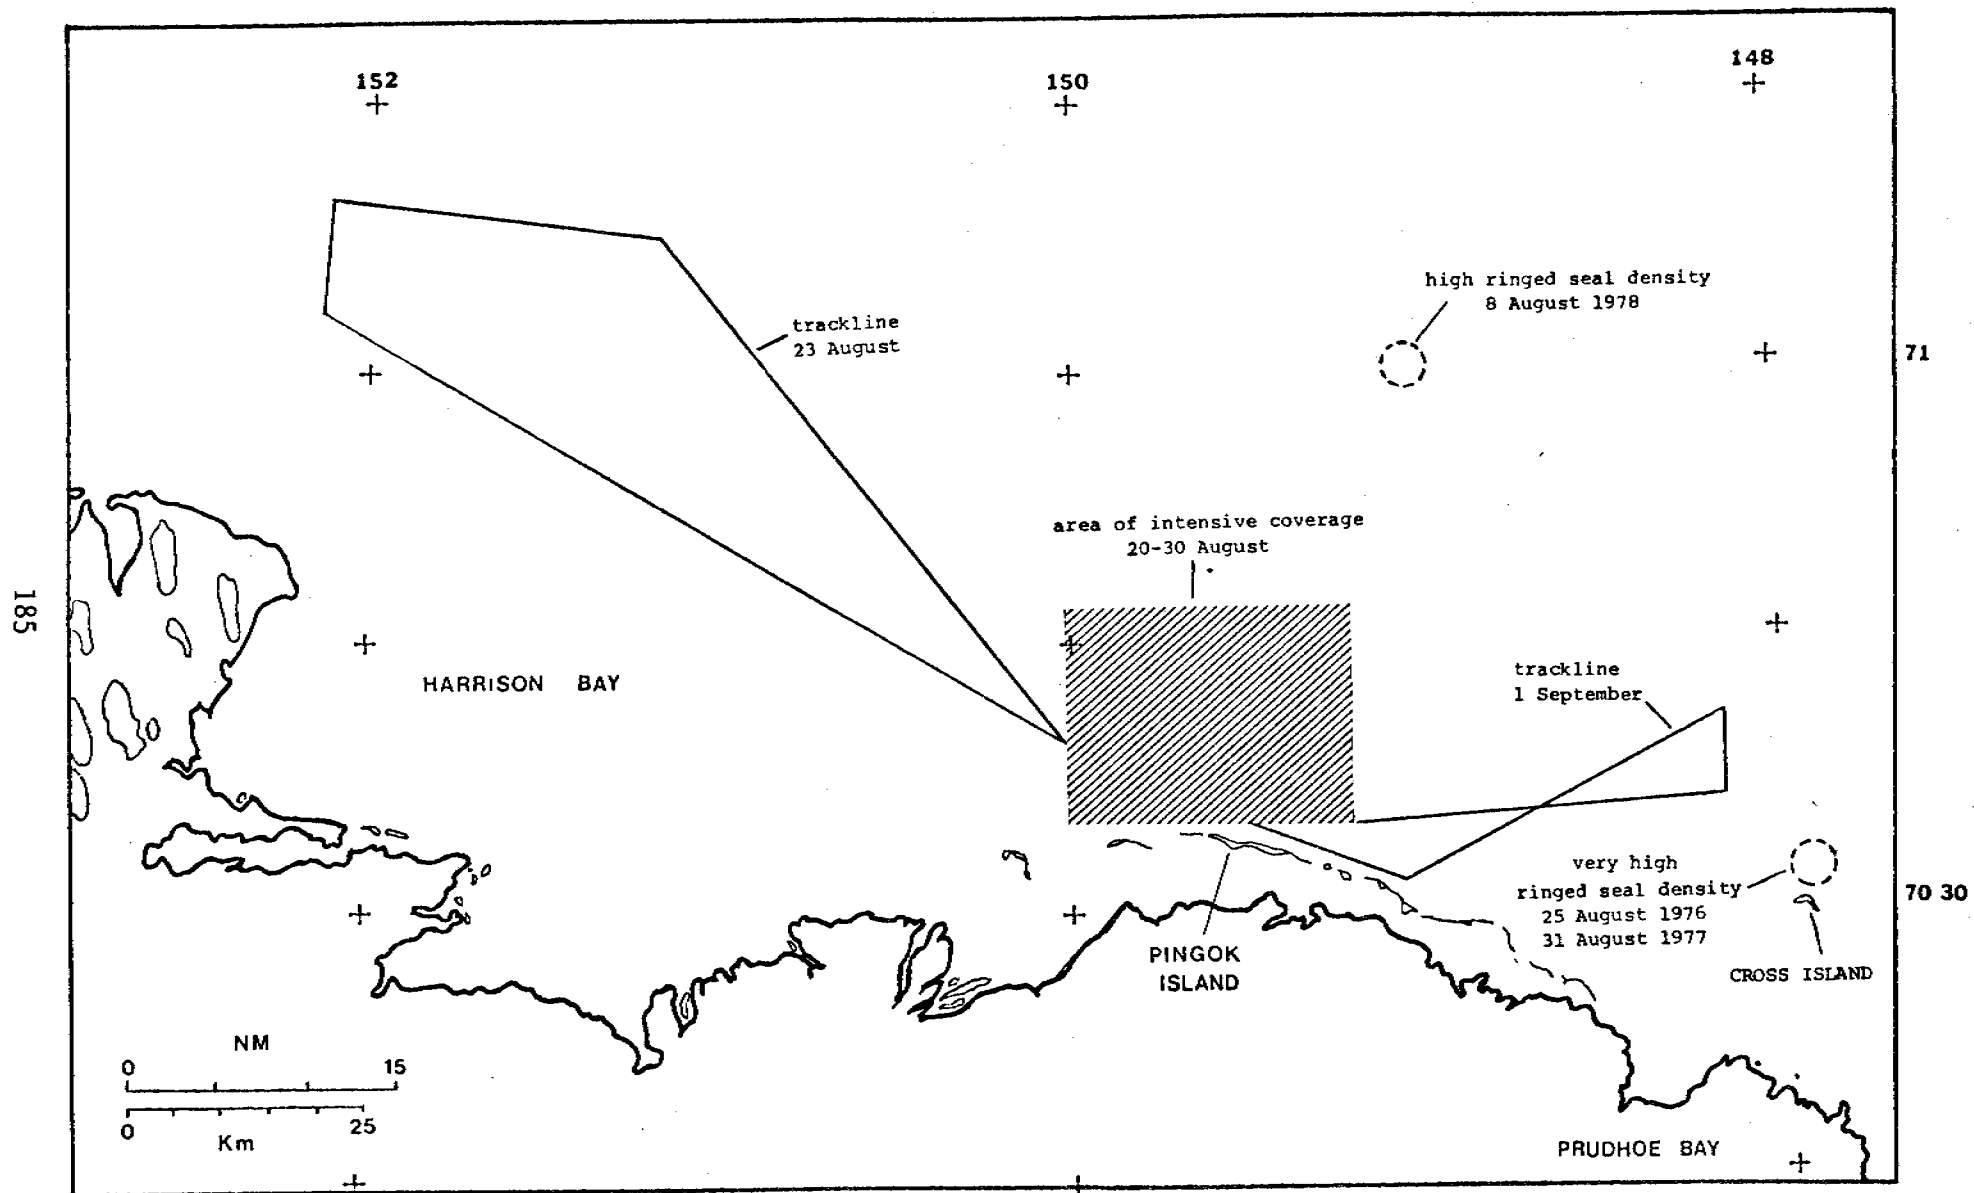 152
150
148
high ringed seal density
8 August 1978
trackline
23 August
71
area of intensive coverage
20-30 August
185
HARRISON BAY
trackline
1 September
very high
ringed seal density
25 August 1976
31 August 1977
70 30
PINGOK
ISLAND
CROSS ISLAND
NM
0 15
0 25
Km
PRUDHOE BAY